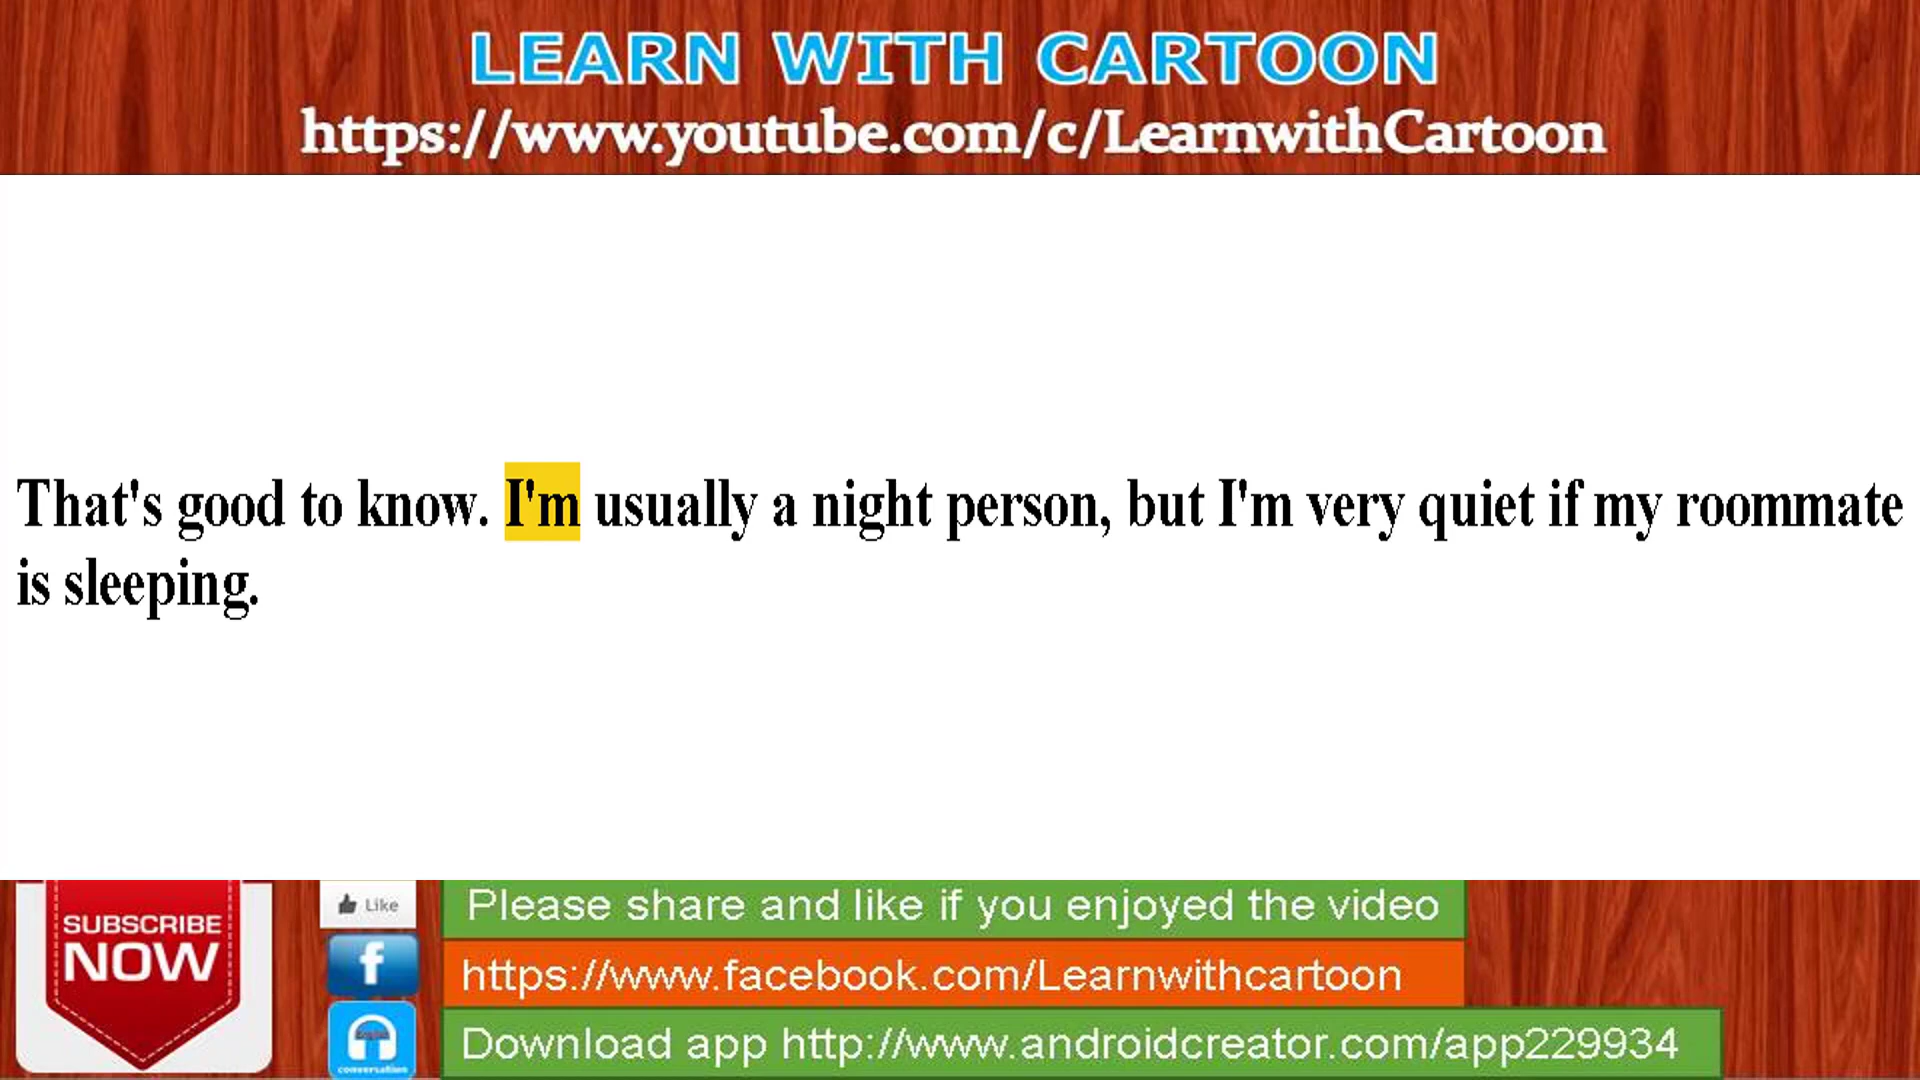 LEARN WITH CARTOON
https://www.youtube.com/c/LearnwithCartoon
That's good to know. I'm usually a night person, but I'm very quiet if my roommate
is sleeping.
SUBSCRIBE
NOW
Like
Please share and like if you enjoyed the video
f
https://www.facebook.com/Learnwithcartoon
English
conversation
Download app http://www.androidcreator.com/app229934